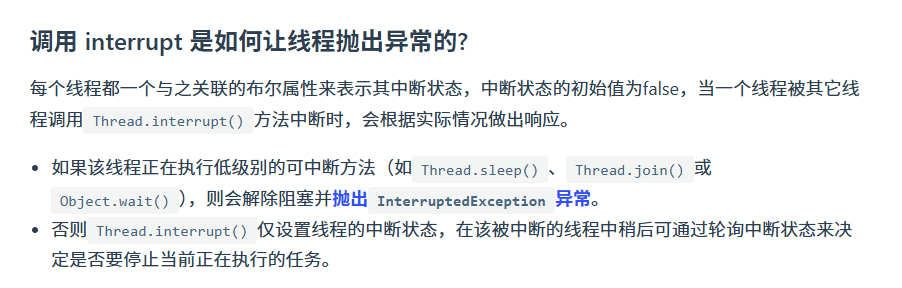 调用 interrupt 是如何让线程抛出异常的?
每个线程都一个与之关联的布尔属性来表示其中断状态，中断状态的初始值为false，当一个线程被其它线
程调用 Thread.interrupt() 方法中断时，会根据实际情况做出响应。
• 如果该线程正在执行低级别的可中断方法（如 Thread.sleep() 、 Thread.join() 或
Object.wait() ），则会解除阻塞并抛出 InterruptedException 异常。
• 否则 Thread.interrupt() 仅设置线程的中断状态，在该被中断的线程中稍后可通过轮询中断状态来决
定是否要停止当前正在执行的任务。